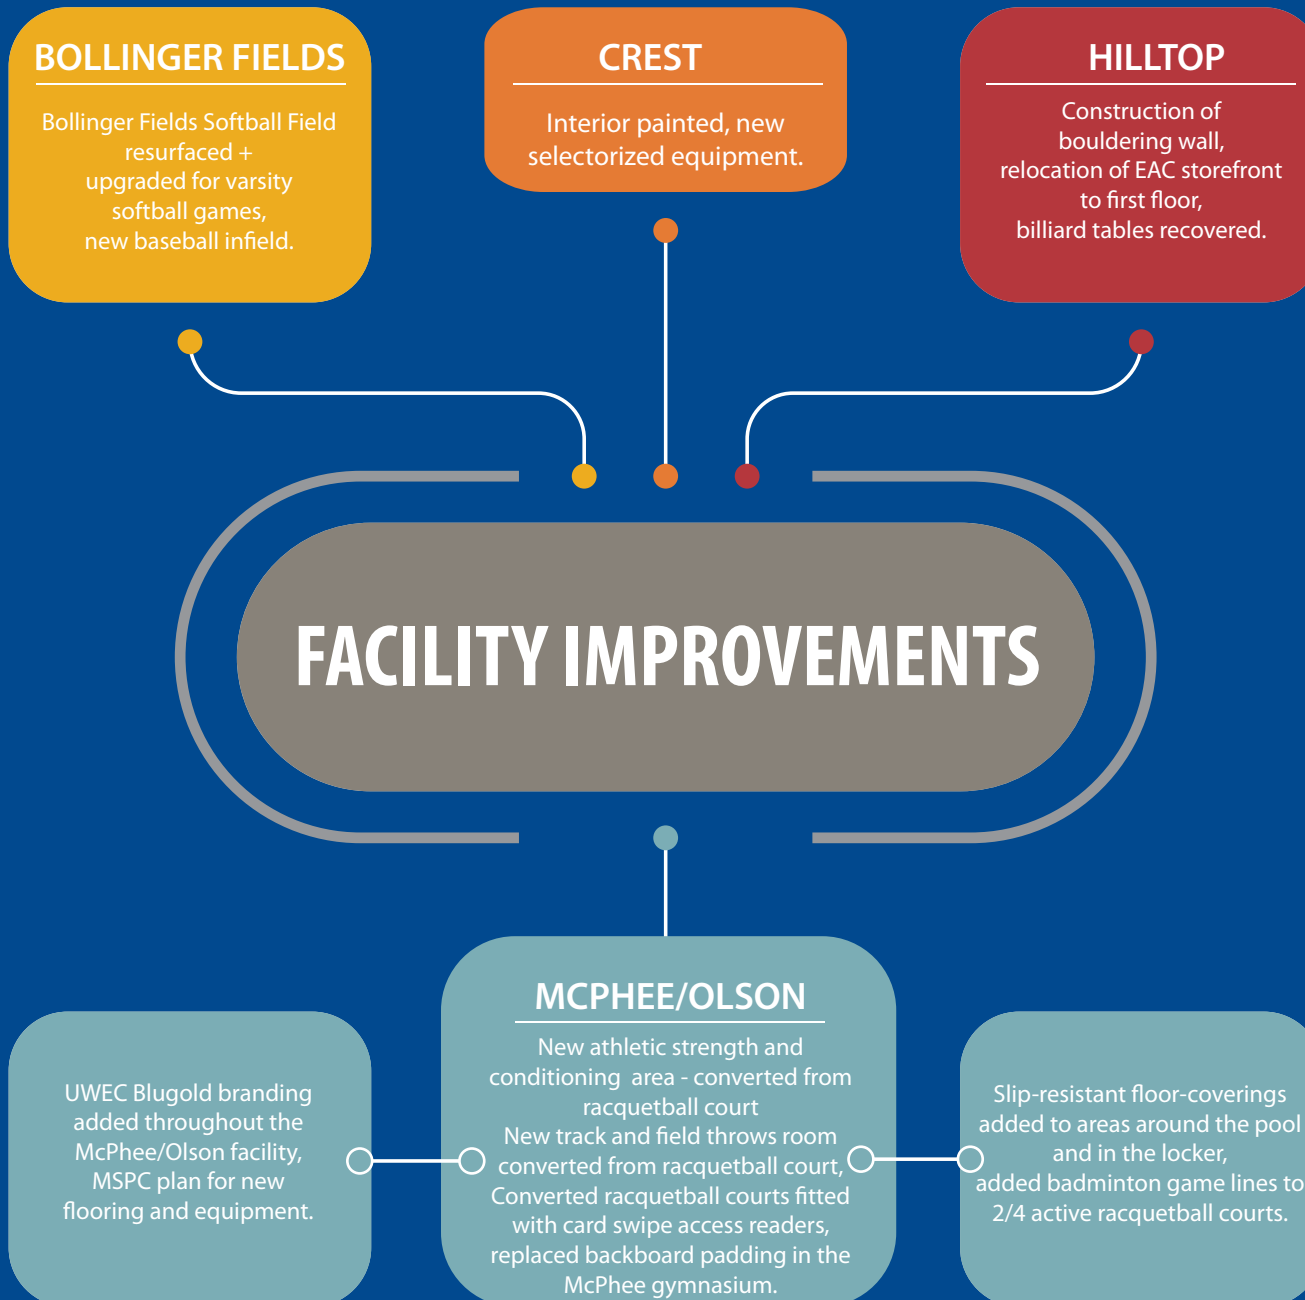 BOLLINGER FIELDS
Bollinger Fields Softball Field
resurfaced +
upgraded for varsity
softball games,
new baseball infield.
CREST
Interior painted, new
selectorized equipment.
HILLTOP
Construction of
bouldering wall,
relocation of EAC storefront
to first floor,
billiard tables recovered.
FACILITY IMPROVEMENTS
UWEC Blugold branding
added throughout the
McPhee/Olson facility,
MSPC plan for new
flooring and equipment.
MCPHEE/OLSON
New athletic strength and
conditioning area - converted from
racquetball court
New track and field throws room
converted from racquetball court,
Converted racquetball courts fitted
with card swipe access readers,
replaced backboard padding in the
McPhee gymnasium.
Slip-resistant floor-coverings
added to areas around the pool
and in the locker,
added badminton game lines to
2/4 active racquetball courts.